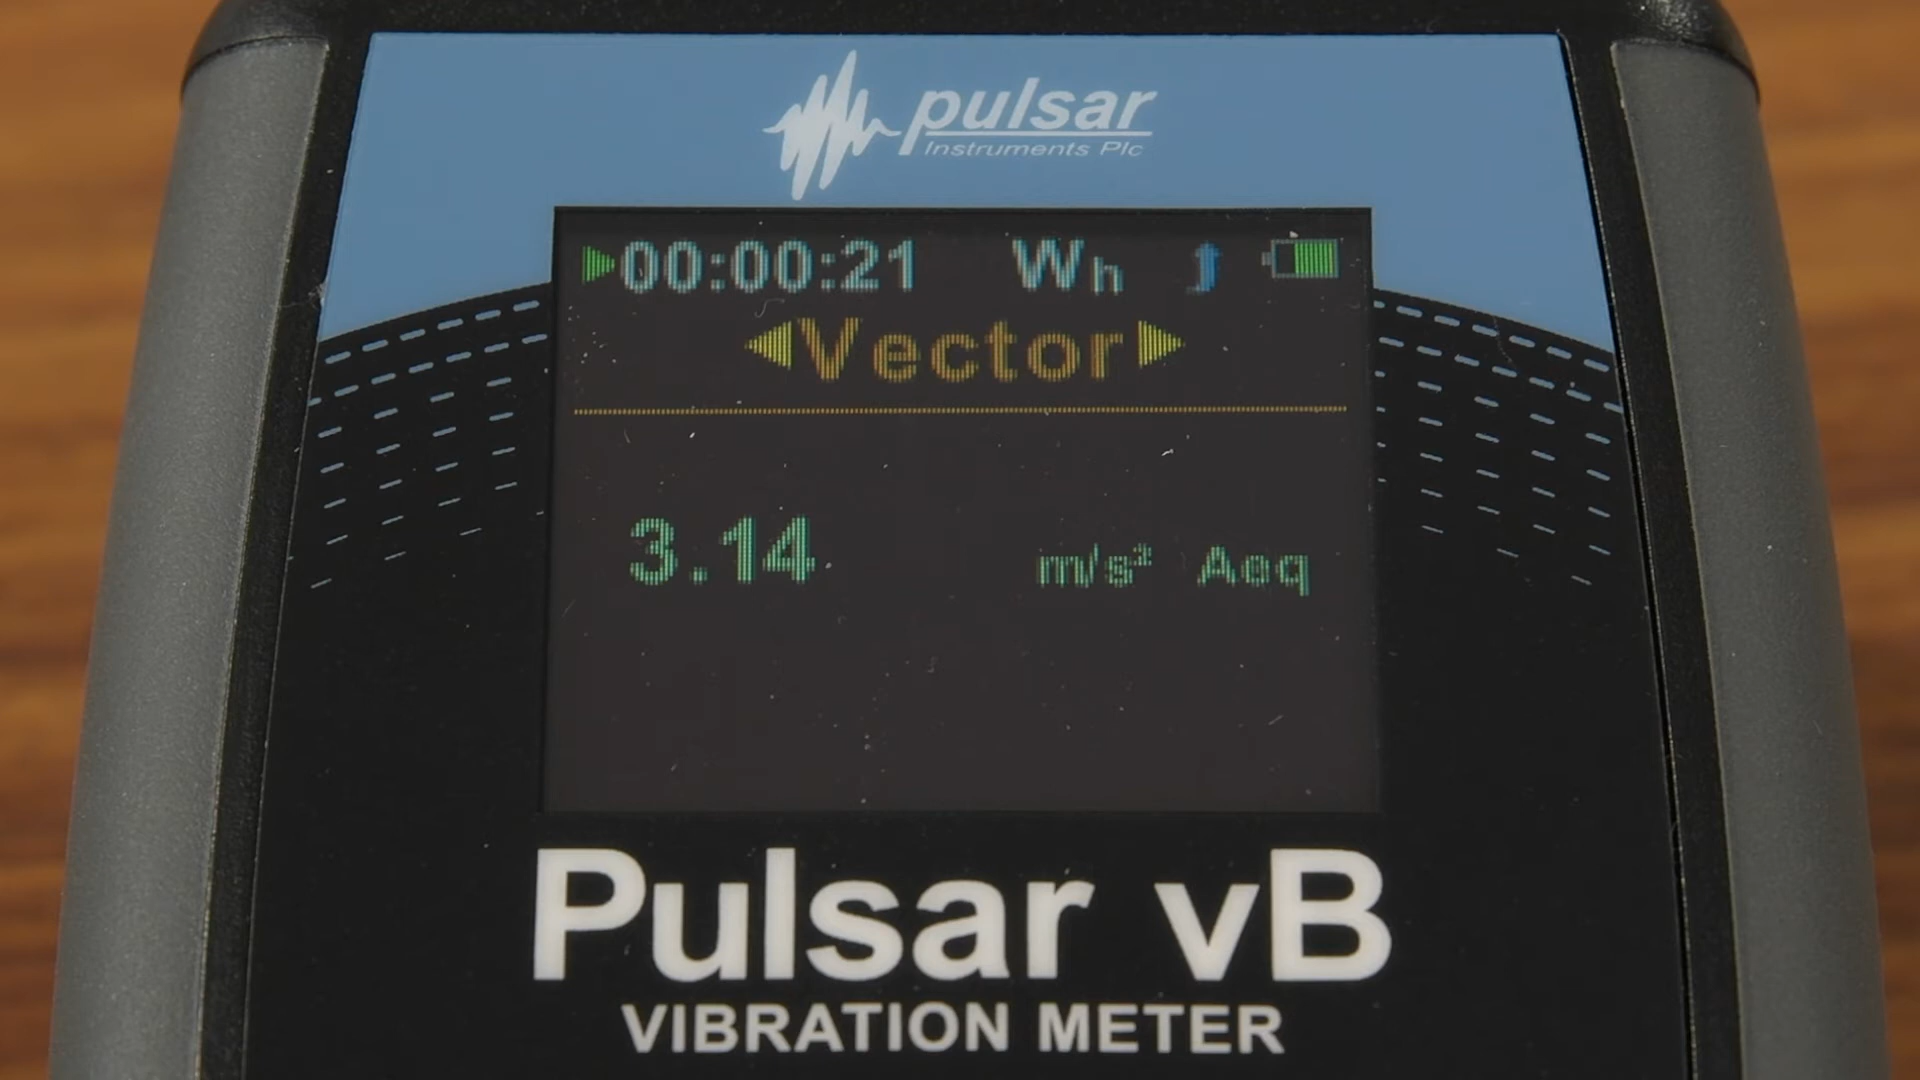 pulsar
Instruments Plc
00:00:21 Wh
Vector
3.14 m/s² Aeq
Pulsar vB
VIBRATION METER